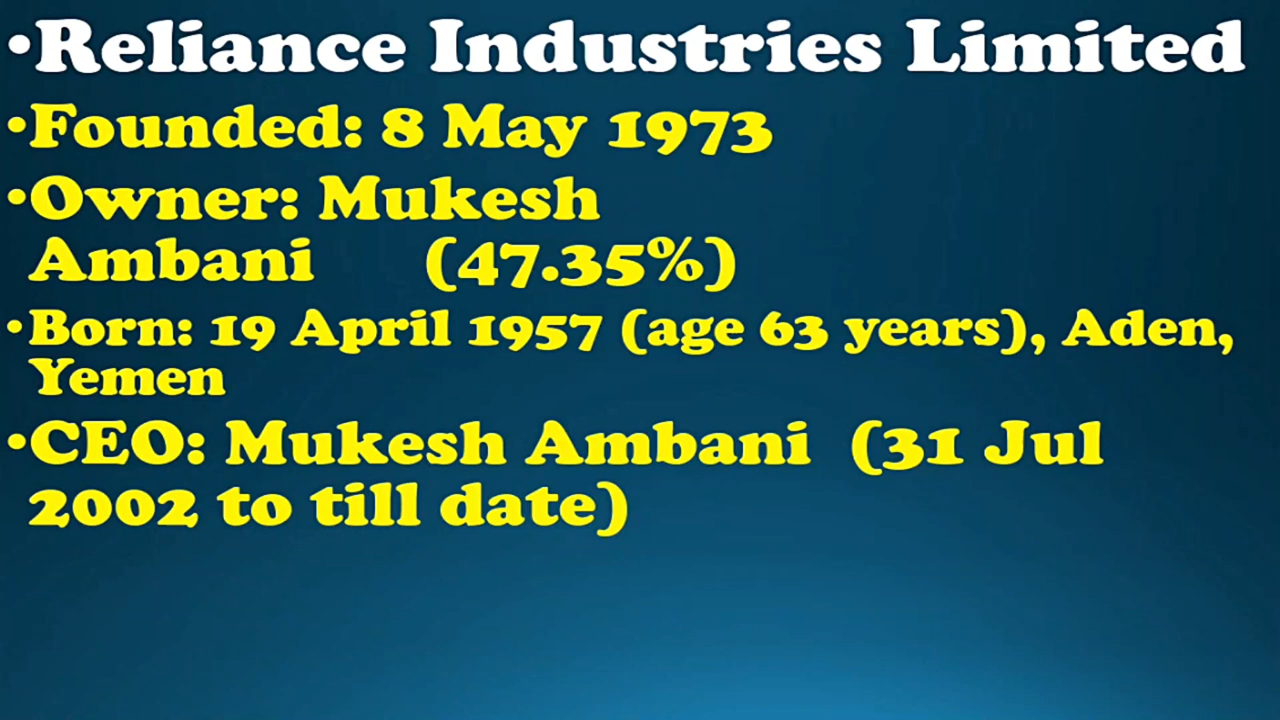 •Reliance Industries Limited
•Founded: 8 May 1973
•Owner: Mukesh
Ambani (47.35%)
•Born: 19 April 1957 (age 63 years), Aden,
Yemen
•CEO: Mukesh Ambani (31 Jul
2002 to till date)